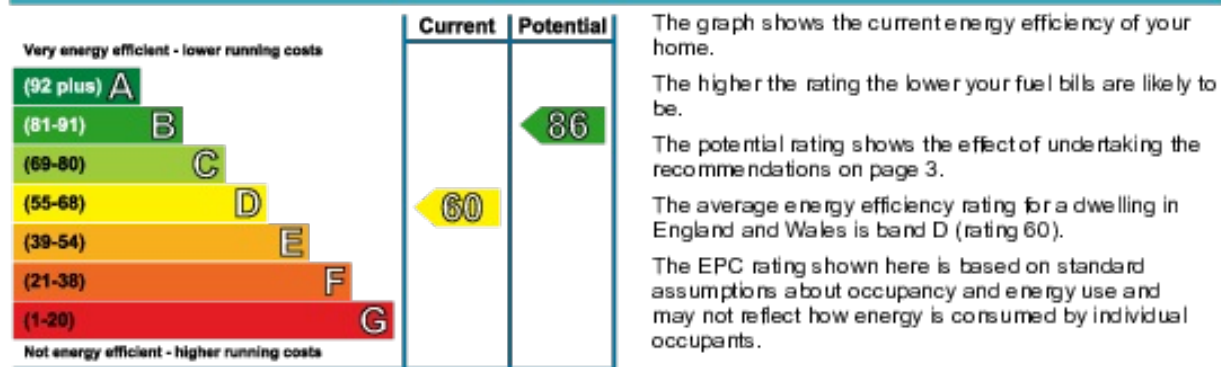 Current Potential
Very energy efficient - lower running costs
(92 plus) A
(81-91) B
86
(69-80) C
(55-68) D
60
(39-54) E
(21-38) F
(1-20) G
Not energy efficient - higher running costs
The graph shows the current energy efficiency of your
home.
The higher the rating the lower your fuel bills are likely to
be.
The potential rating shows the effect of undertaking the
recommendations on page 3.
The average energy efficiency rating for a dwelling in
England and Wales is band D (rating 60).
The EPC rating shown here is based on standard
assumptions about occupancy and energy use and
may not reflect how energy is consumed by individual
occupants.